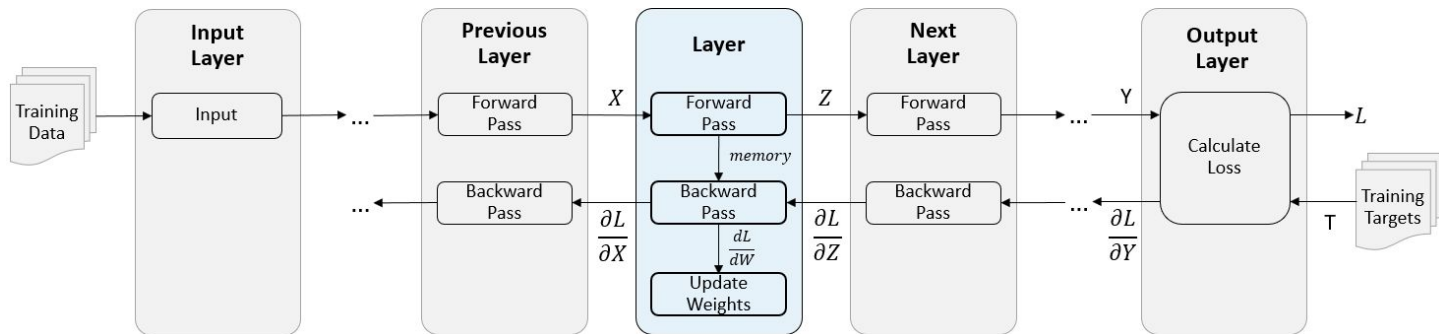 Input
Layer
Previous
Layer
Layer
Next
Layer
Output
Layer
Training
Data
Input
...
Forward
Pass
X
Forward
Pass
Z
Forward
Pass
...
Y
Calculate
Loss
L
memory
...
Backward
Pass
∂L
∂X
Backward
Pass
∂L
∂Z
Backward
Pass
...
∂L
∂Y
T
Training
Targets
dL
dW
Update
Weights